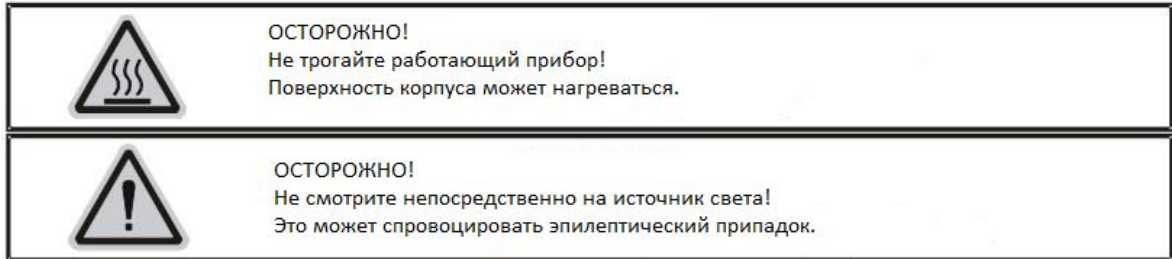 ОСТОРОЖНО!
Не трогайте работающий прибор!
Поверхность корпуса может нагреваться.
ОСТОРОЖНО!
Не смотрите непосредственно на источник света!
Это может спровоцировать эпилептический припадок.